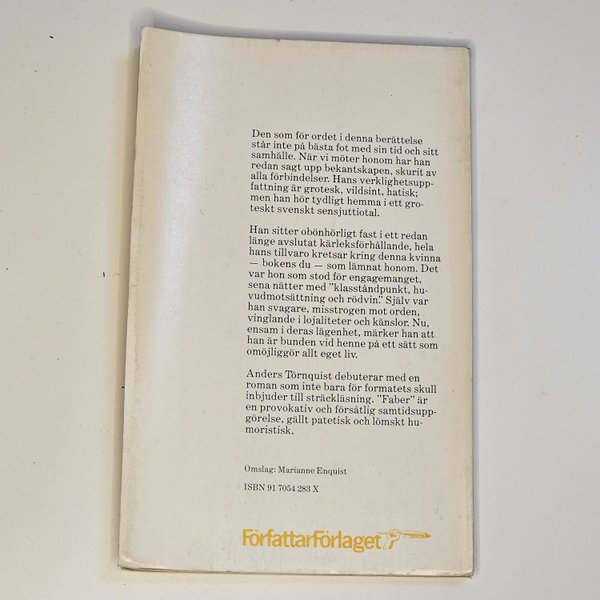 Den som för ordet i denna berättelse
står inte på bästa fot med sin tid och sitt
samhälle. När vi möter honom har han
redan sagt upp bekantskapen, skurit av
alla förbindelser. Hans verklighetsupp-
fattning är grotesk, vildsint, hatisk;
men han hör tydligt hemma i ett gro-
teskt svenskt sensjuttiotal.
Han sitter obönhörligt fast i ett redan
länge avslutat kärleksförhållande, hela
hans tillvaro kretsar kring denna kvinna
— bokens du — som lämnat honom. Det
var hon som stod för engagemanget,
sena nätter med "klasståndpunkt, hu-
vudmotsättning och rödvin." Själv var
han svagare, misstrogen mot orden,
vinglande i lojaliteter och känslor. Nu,
ensam i deras lägenhet, märker han att
han är bunden vid henne på ett sätt som
omöjliggör allt eget liv.
Anders Törnquist debuterar med en
roman som inte bara för formatets skull
inbjuder till sträckläsning. "Faber" är
en provokativ och försåtlig samtidsupp-
görelse, gällt patetisk och lömskt hu-
moristisk.
Omslag: Marianne Enquist
ISBN 91 7054 283 X
FörfattarFörlaget